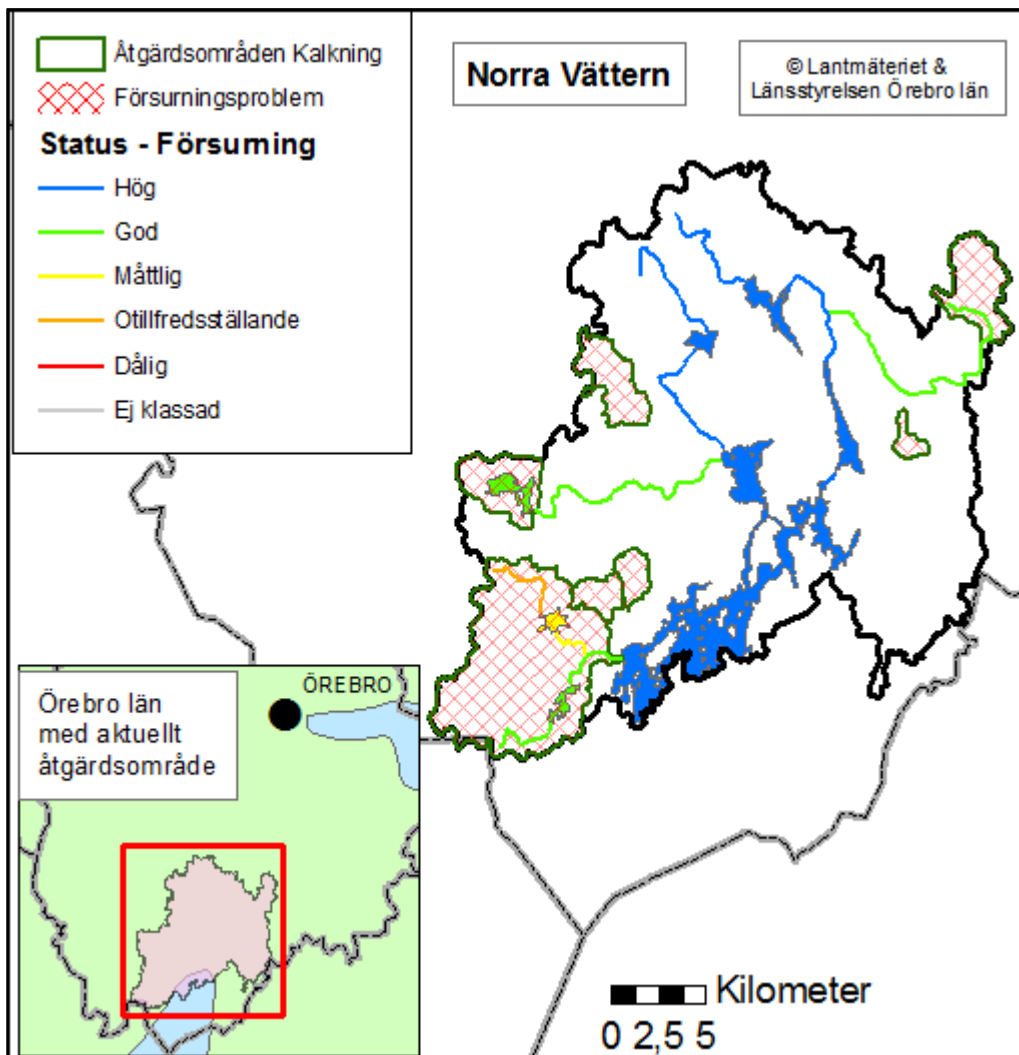 Åtgärdsområden Kalkning
Försurningsproblem
Status - Försurning
Hög
God
Måttlig
Otillfredsställande
Dålig
Ej klassad
Norra Vättern
© Lantmäteriet &
Länsstyrelsen Örebro län
Örebro län
med aktuellt
åtgärdsområde
ÖREBRO
Kilometer
0 2,5 5